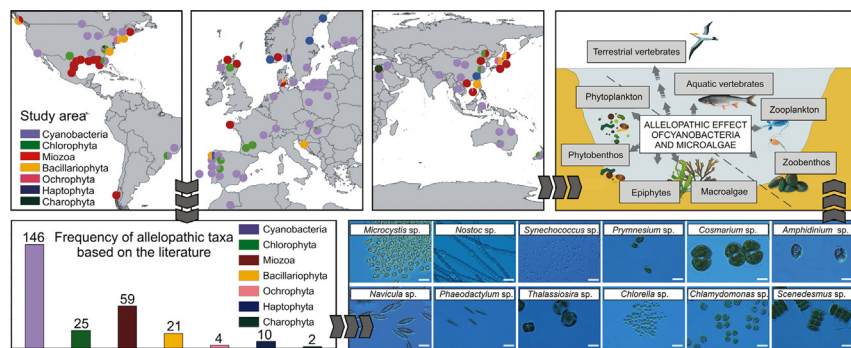 Study area
Cyanobacteria
Chlorophyta
Miozoa
Bacillariophyta
Ochrophyta
Haptophyta
Charophyta
Terrestrial vertebrates
Phytoplankton
Aquatic vertebrates
Zooplankton
ALLELOPATHIC EFFECT
OFCYANOBACTERIA
AND MICROALGAE
Phytobenthos
Zoobenthos
Epiphytes
Macroalgae
Frequency of allelopathic taxa
based on the literature
146
25
59
21
4
10
2
Cyanobacteria
Chlorophyta
Miozoa
Bacillariophyta
Ochrophyta
Haptophyta
Charophyta
Microcystis sp.
Nostoc sp.
Synechococcus sp.
Prymnesium sp.
Cosmarium sp.
Amphidinium sp.
Navicula sp.
Phaeodactylum sp.
Thalassiosira sp.
Chlorella sp.
Chlamydomonas sp.
Scenedesmus sp.